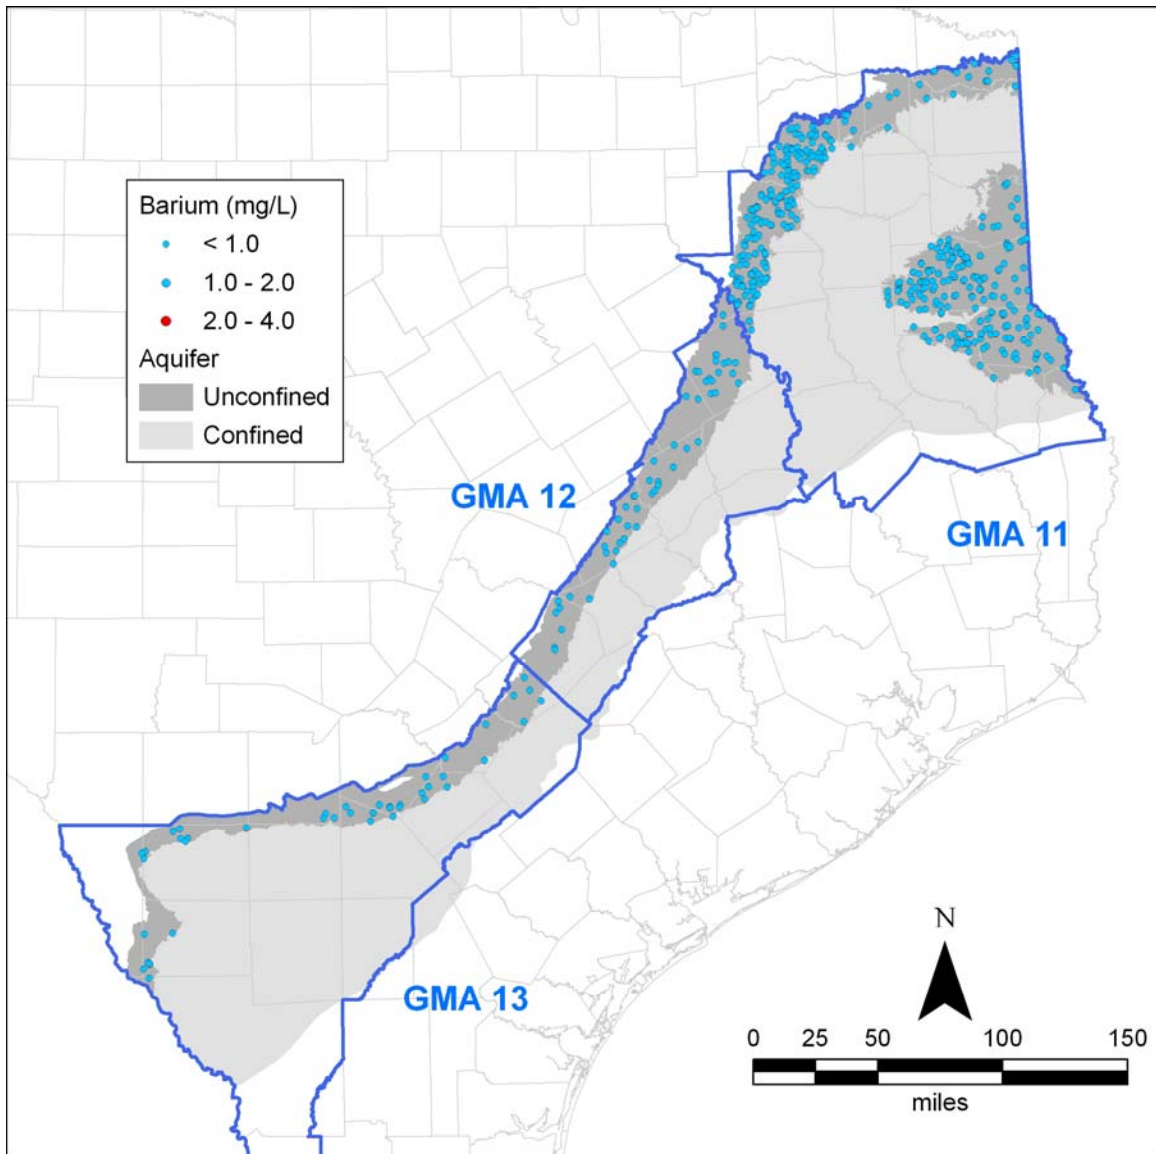 Barium (mg/L)
< 1.0
1.0 - 2.0
2.0 - 4.0
Aquifer
Unconfined
Confined
GMA 12
GMA 11
GMA 13
N
0 25 50 100 150
miles